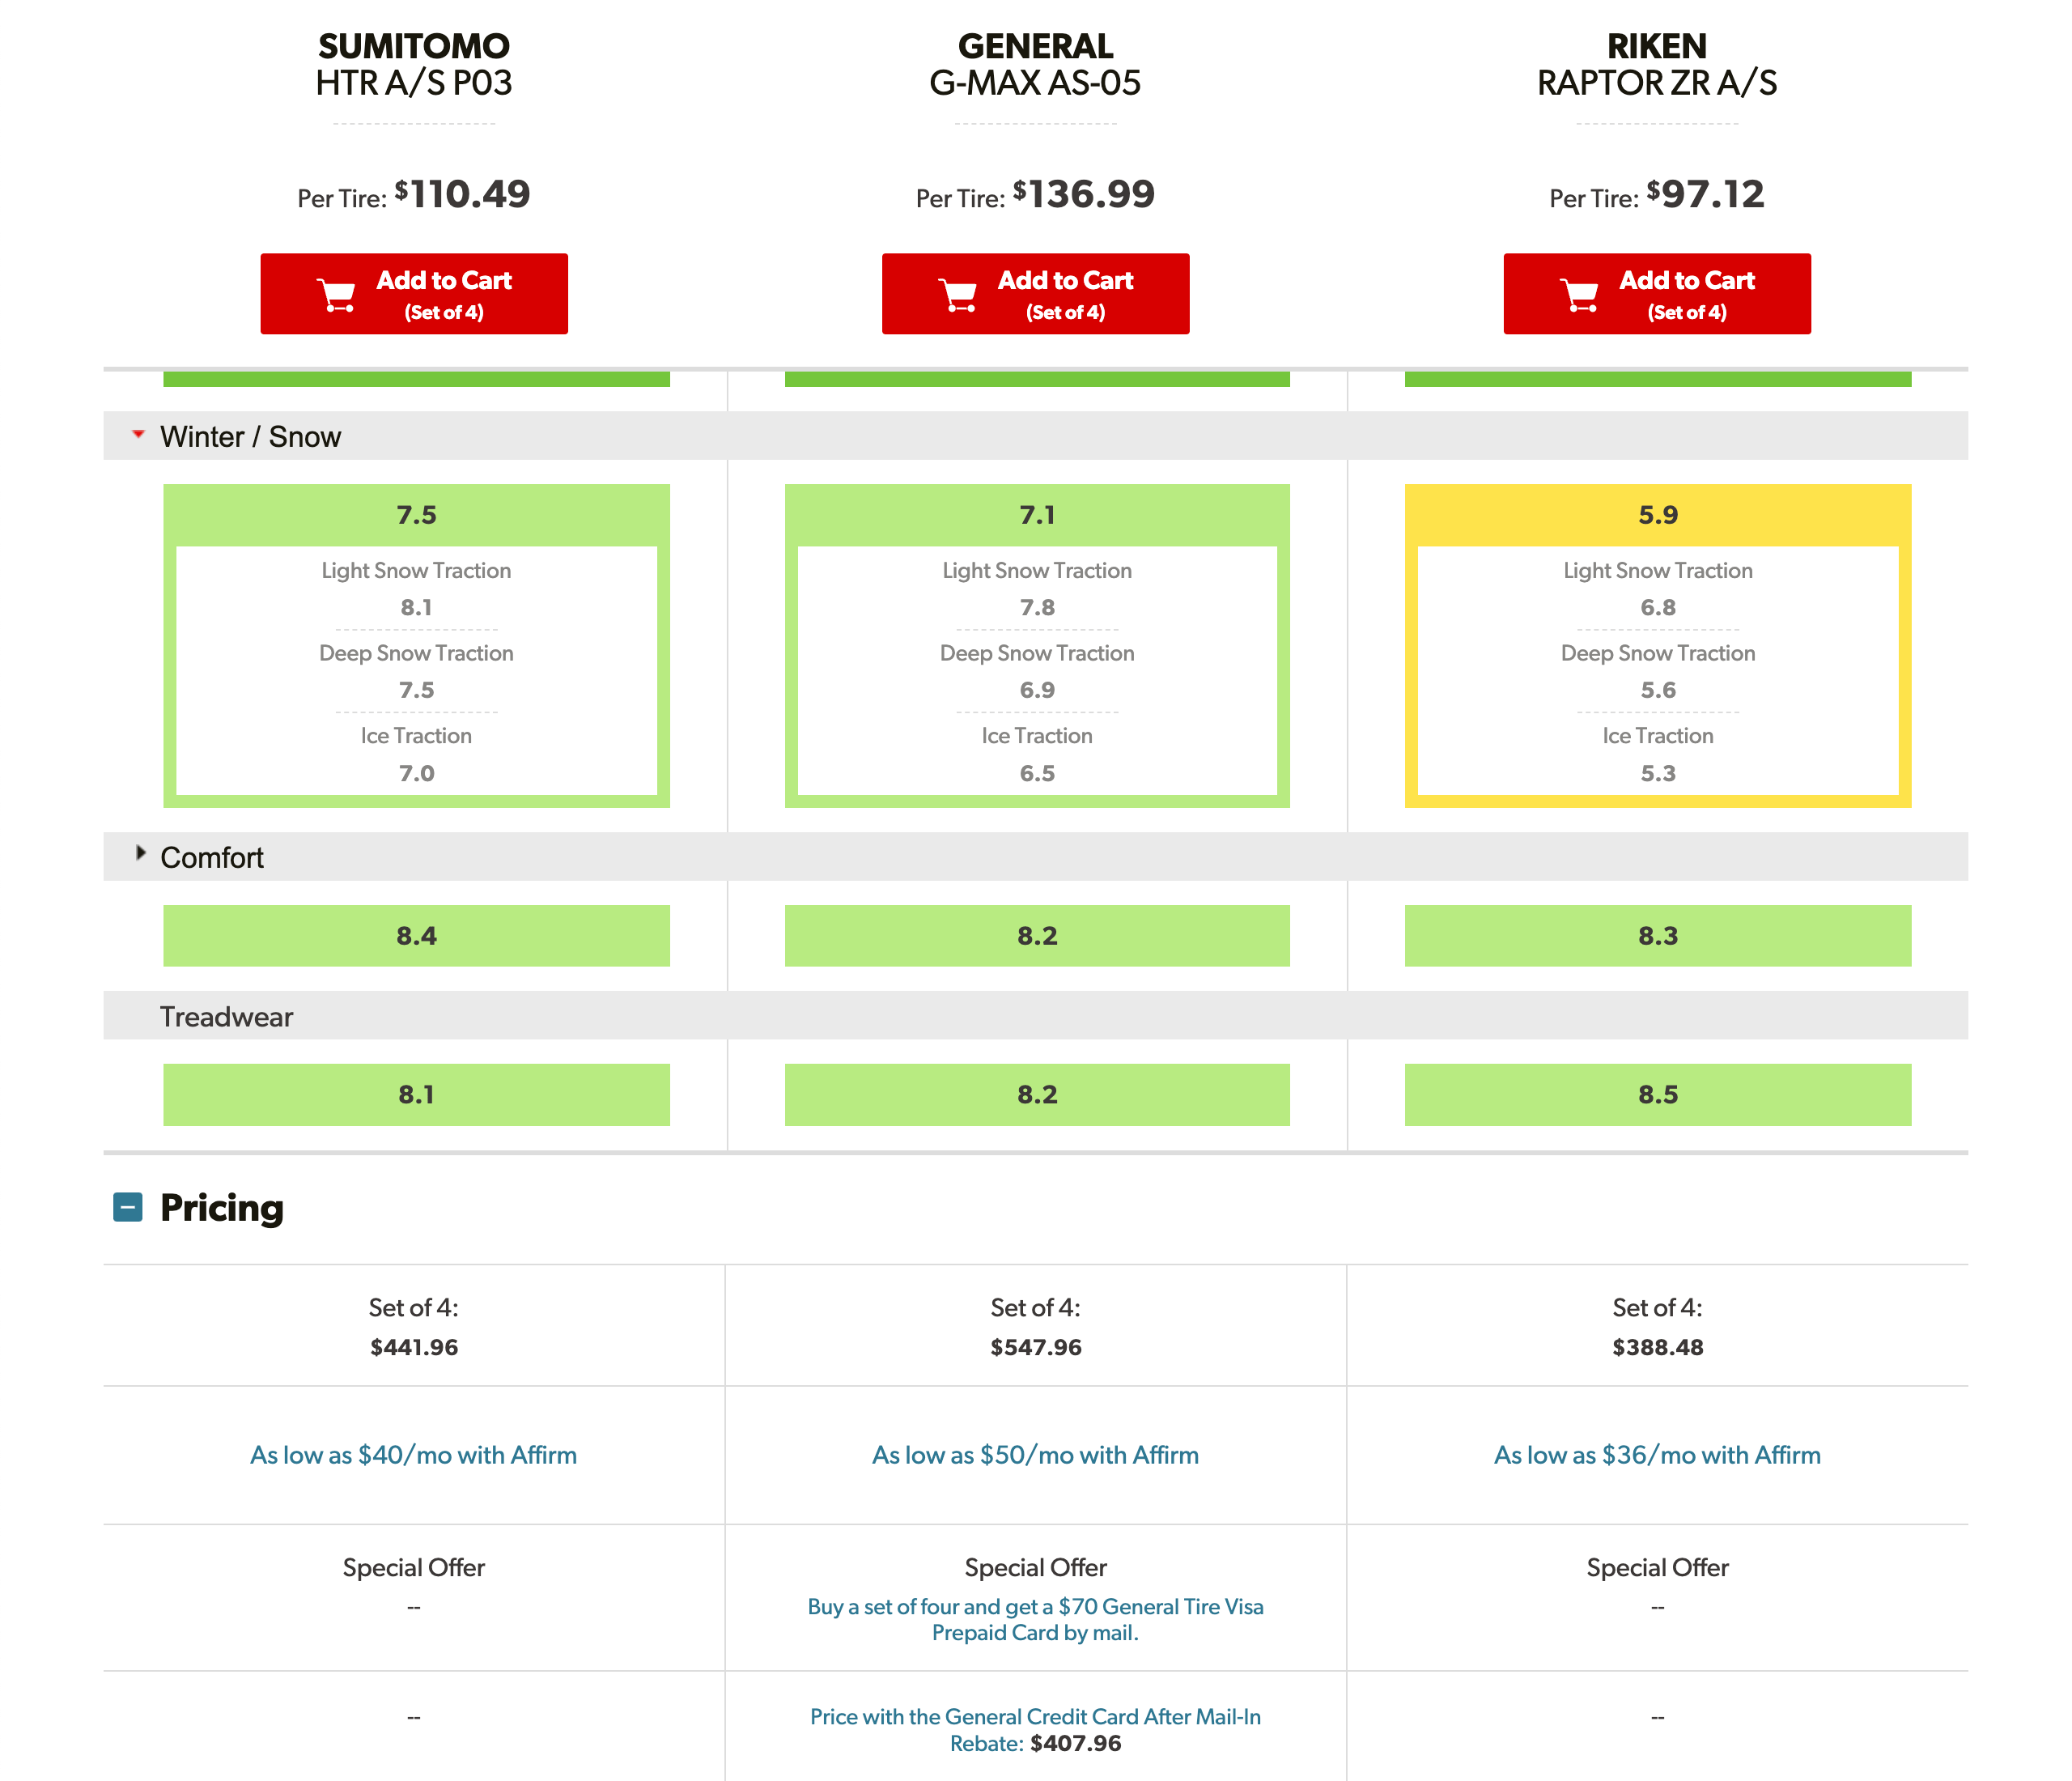 SUMITOMO
HTR A/S P03
Per Tire: $110.49
Add to Cart
(Set of 4)
GENERAL
G-MAX AS-05
Per Tire: $136.99
Add to Cart
(Set of 4)
RIKEN
RAPTOR ZR A/S
Per Tire: $97.12
Add to Cart
(Set of 4)
Winter / Snow
7.5
Light Snow Traction
8.1
Deep Snow Traction
7.5
Ice Traction
7.0
7.1
Light Snow Traction
7.8
Deep Snow Traction
6.9
Ice Traction
6.5
5.9
Light Snow Traction
6.8
Deep Snow Traction
5.6
Ice Traction
5.3
Comfort
8.4
8.2
8.3
Treadwear
8.1
8.2
8.5
Pricing
Set of 4:
$441.96
Set of 4:
$547.96
Set of 4:
$388.48
As low as $40/mo with Affirm
As low as $50/mo with Affirm
As low as $36/mo with Affirm
Special Offer
--
Special Offer
Buy a set of four and get a $70 General Tire Visa
Prepaid Card by mail.
Special Offer
--
--
Price with the General Credit Card After Mail-In
Rebate: $407.96
--